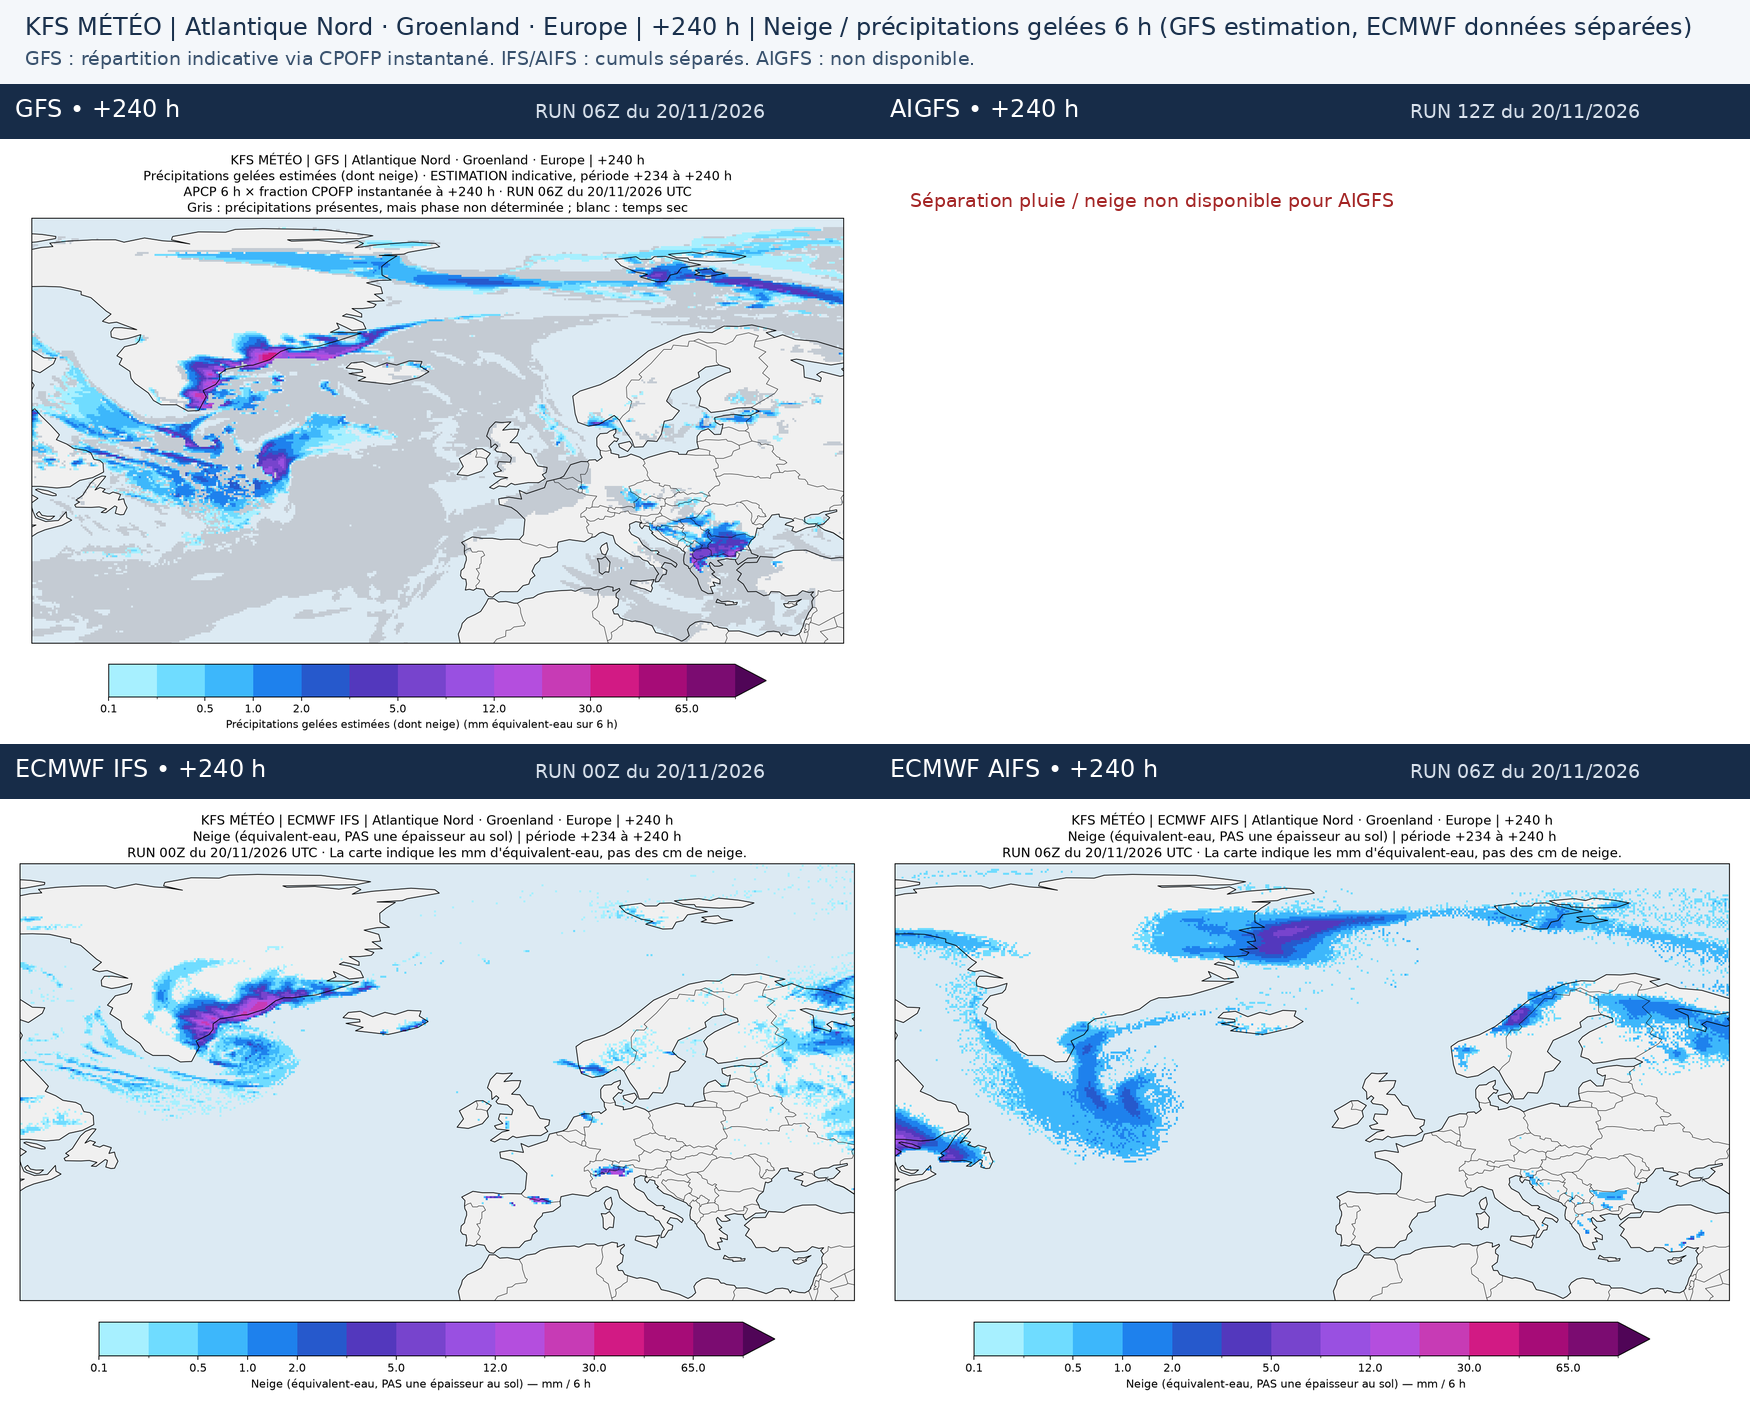 KFS MÉTÉO | Atlantique Nord · Groenland · Europe | +240 h | Neige / précipitations gelées 6 h (GFS estimation, ECMWF données séparées)
GFS : répartition indicative via CPOFP instantané. IFS/AIFS : cumuls séparés. AIGFS : non disponible.
GFS • +240 h
RUN 06Z du 20/11/2026
AIGFS • +240 h
RUN 12Z du 20/11/2026
KFS MÉTÉO | GFS | Atlantique Nord · Groenland · Europe | +240 h
Précipitations gelées estimées (dont neige) · ESTIMATION indicative, période +234 à +240 h
APCP 6 h × fraction CPOFP instantanée à +240 h · RUN 06Z du 20/11/2026 UTC
Gris : précipitations présentes, mais phase non déterminée ; blanc : temps sec
0.1 0.5 1.0 2.0 5.0 12.0 30.0 65.0
Précipitations gelées estimées (dont neige) (mm équivalent-eau sur 6 h)
Séparation pluie / neige non disponible pour AIGFS
ECMWF IFS • +240 h
RUN 00Z du 20/11/2026
ECMWF AIFS • +240 h
RUN 06Z du 20/11/2026
KFS MÉTÉO | ECMWF IFS | Atlantique Nord · Groenland · Europe | +240 h
Neige (équivalent-eau, PAS une épaisseur au sol) | période +234 à +240 h
RUN 00Z du 20/11/2026 UTC · La carte indique les mm d'équivalent-eau, pas des cm de neige.
0.1 0.5 1.0 2.0 5.0 12.0 30.0 65.0
Neige (équivalent-eau, PAS une épaisseur au sol) — mm / 6 h
KFS MÉTÉO | ECMWF AIFS | Atlantique Nord · Groenland · Europe | +240 h
Neige (équivalent-eau, PAS une épaisseur au sol) | période +234 à +240 h
RUN 06Z du 20/11/2026 UTC · La carte indique les mm d'équivalent-eau, pas des cm de neige.
0.1 0.5 1.0 2.0 5.0 12.0 30.0 65.0
Neige (équivalent-eau, PAS une épaisseur au sol) — mm / 6 h